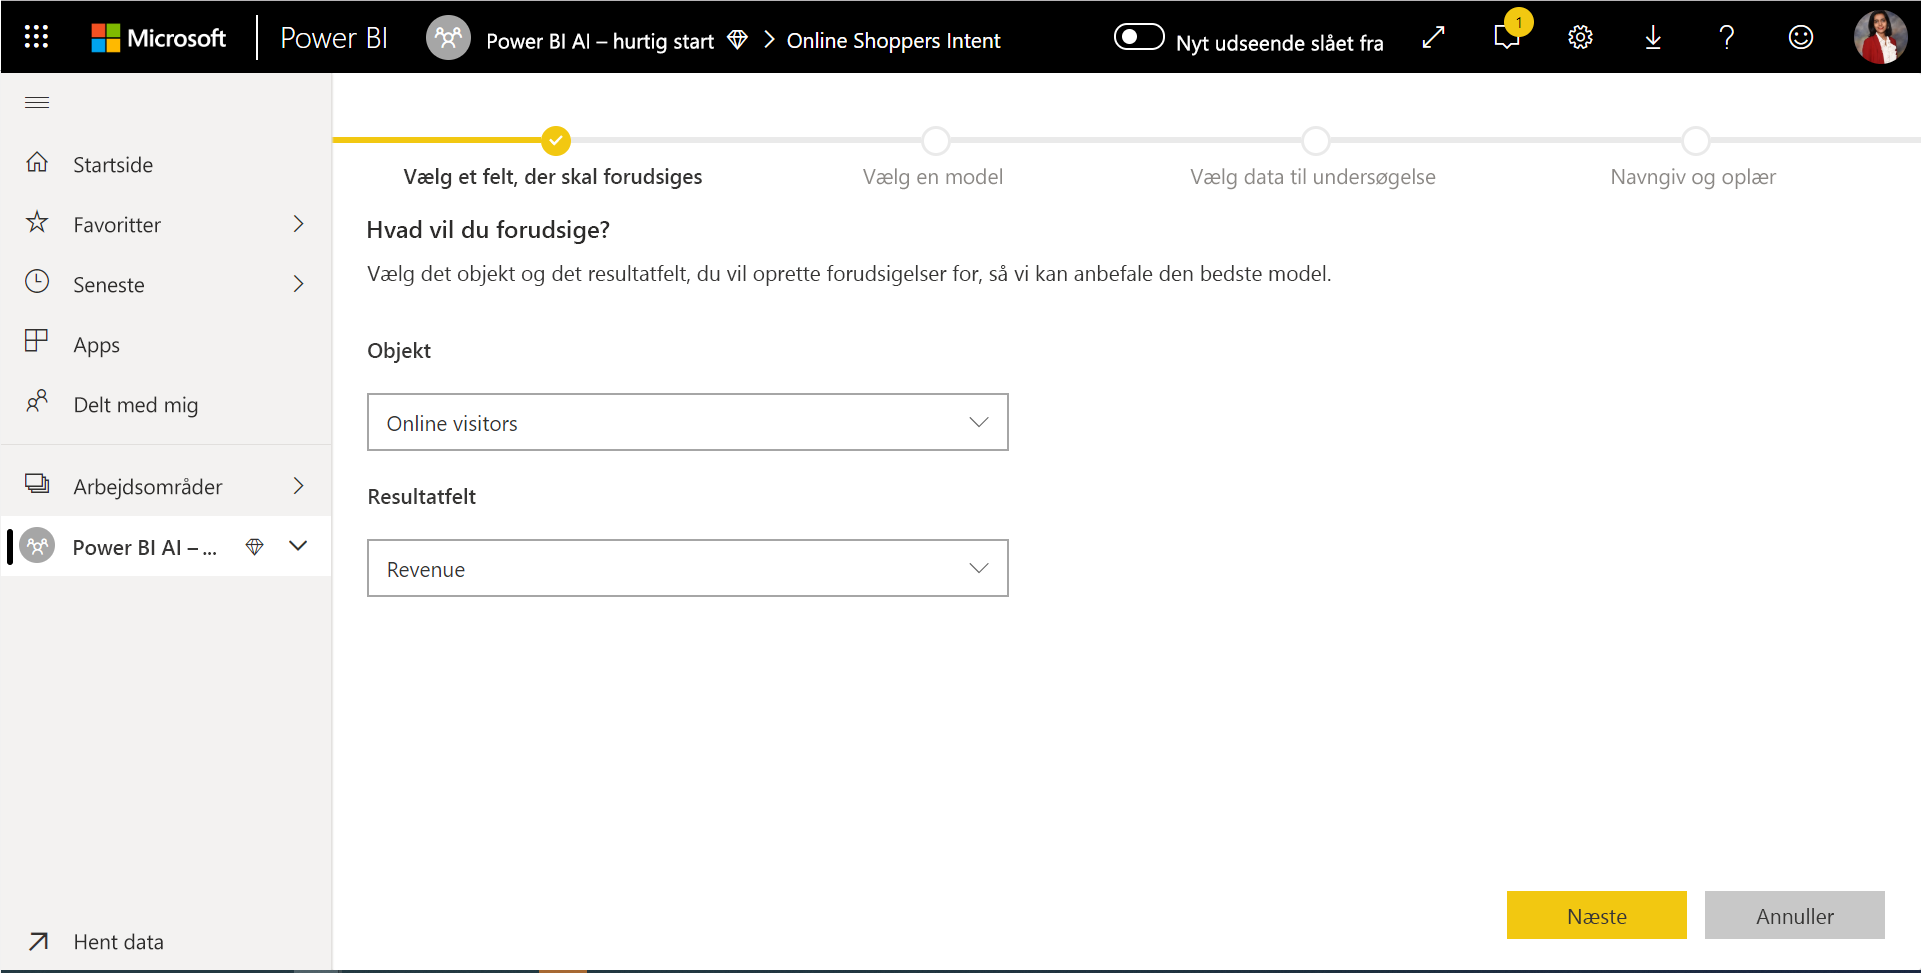 Microsoft Power BI Power BI AI – hurtig start Online Shoppers Intent Nyt udseende slået fra 1
Startside
Favoritter
Seneste
Apps
Delt med mig
Arbejdsområder
Power BI AI – ...
Hent data
Vælg et felt, der skal forudsiges Vælg en model Vælg data til undersøgelse Navngiv og oplær
Hvad vil du forudsige?
Vælg det objekt og det resultatfelt, du vil oprette forudsigelser for, så vi kan anbefale den bedste model.
Objekt
Online visitors
Resultatfelt
Revenue
Næste Annuller